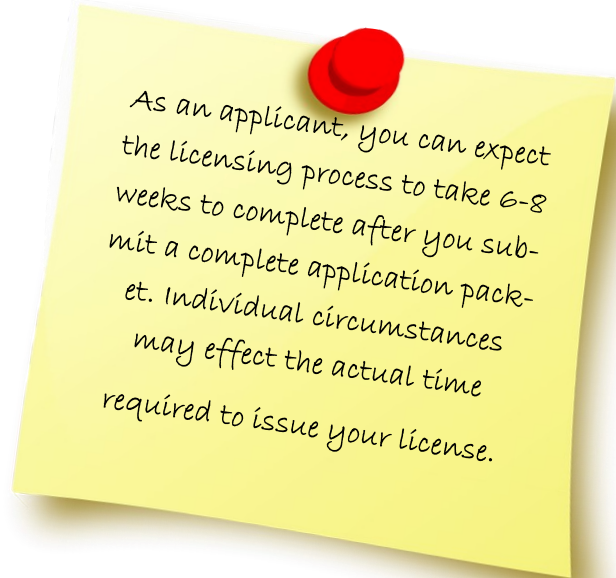 As an applicant, you can expect
the licensing process to take 6-8
weeks to complete after you sub-
mit a complete application pack-
et. Individual circumstances
may effect the actual time
required to issue your license.